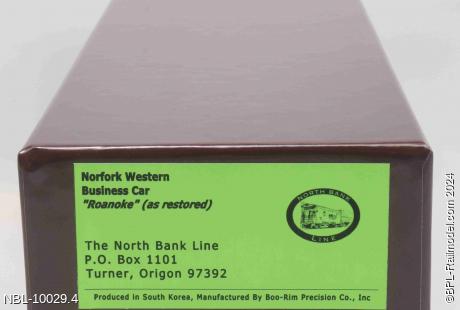 Norfork Western
Business Car
"Roanoke" (as restored)
NORTH BANK
LINE
The North Bank Line
P.O. Box 1101
Turner, Origon 97392
Produced in South Korea, Manufactured By Boo-Rim Precision Co., Inc
NBL-10029.4
©BPL-Railmodel.com 2024